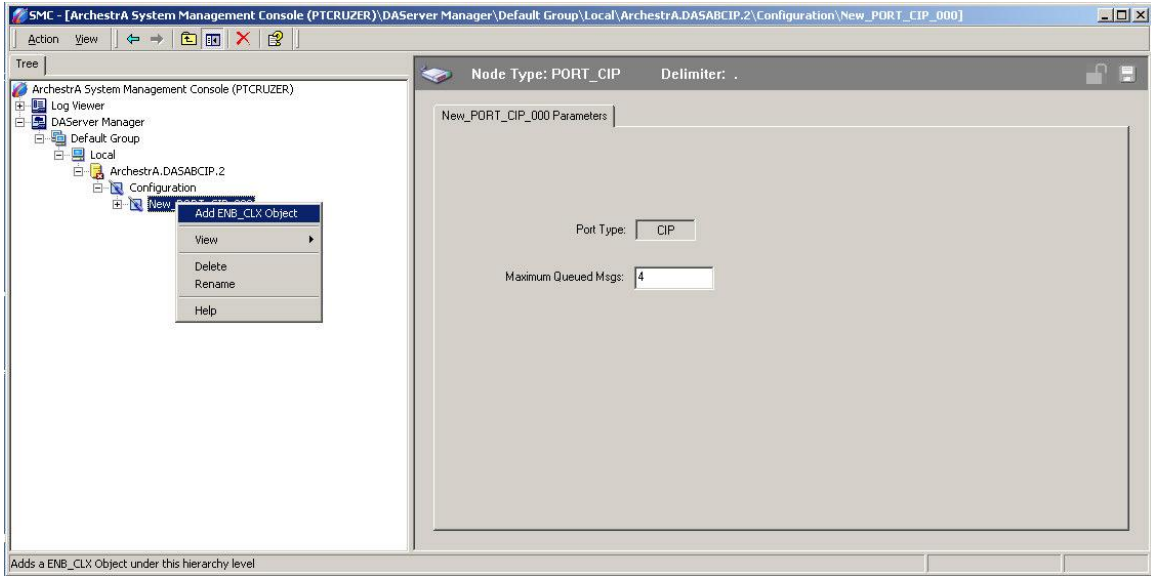 SMC - [ArchestrA System Management Console (PTCRUZER)\DAServer Manager\Default Group\Local\ArchestrA.DASABCIP.2\Configuration\New_PORT_CIP_000]
Action View
Tree
Node Type: PORT_CIP Delimiter: .
ArchestrA System Management Console (PTCRUZER)
Log Viewer
DAServer Manager
Default Group
Local
ArchestrA.DASABCIP.2
Configuration
New_PORT_CIP_000
Add ENB_CLX Object
View
Delete
Rename
Help
New_PORT_CIP_000 Parameters
Port Type: CIP
Maximum Queued Msgs: 4
Adds a ENB_CLX Object under this hierarchy level